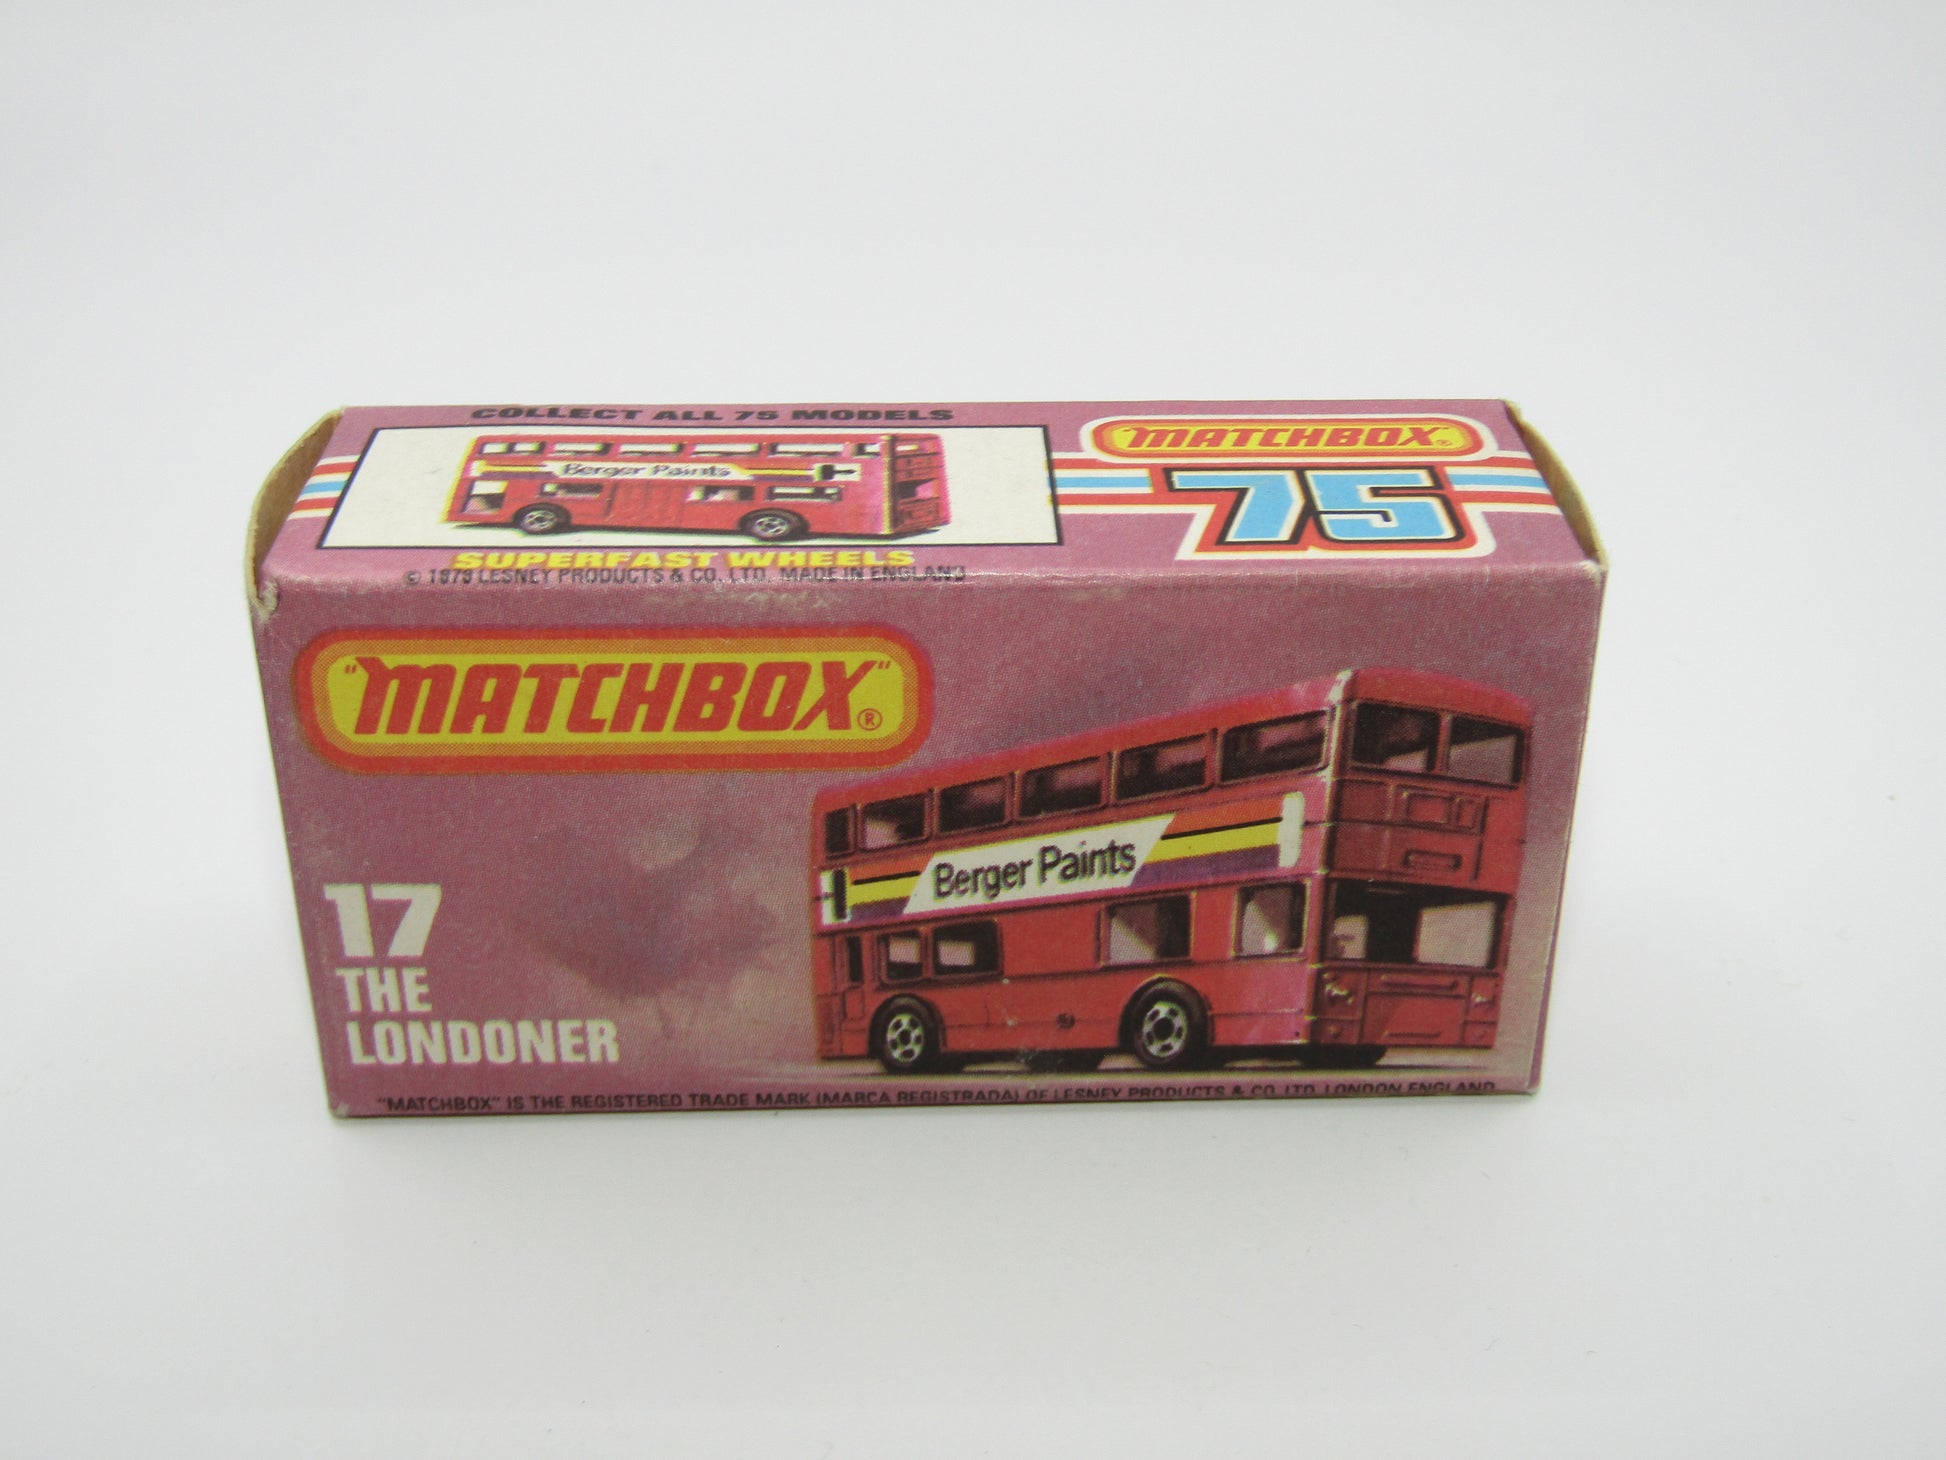 COLLECT ALL 75 MODELS
"MATCHBOX"®
Berger Paints
75
SUPERFAST WHEELS
© 1979 LESNEY PRODUCTS & CO. LTD. MADE IN ENGLAND
"MATCHBOX"®
Berger Paints
17
THE
LONDONER
"MATCHBOX" IS THE REGISTERED TRADE MARK (MARCA REGISTRADA) OF LESNEY PRODUCTS & CO. LTD. LONDON ENGLAND